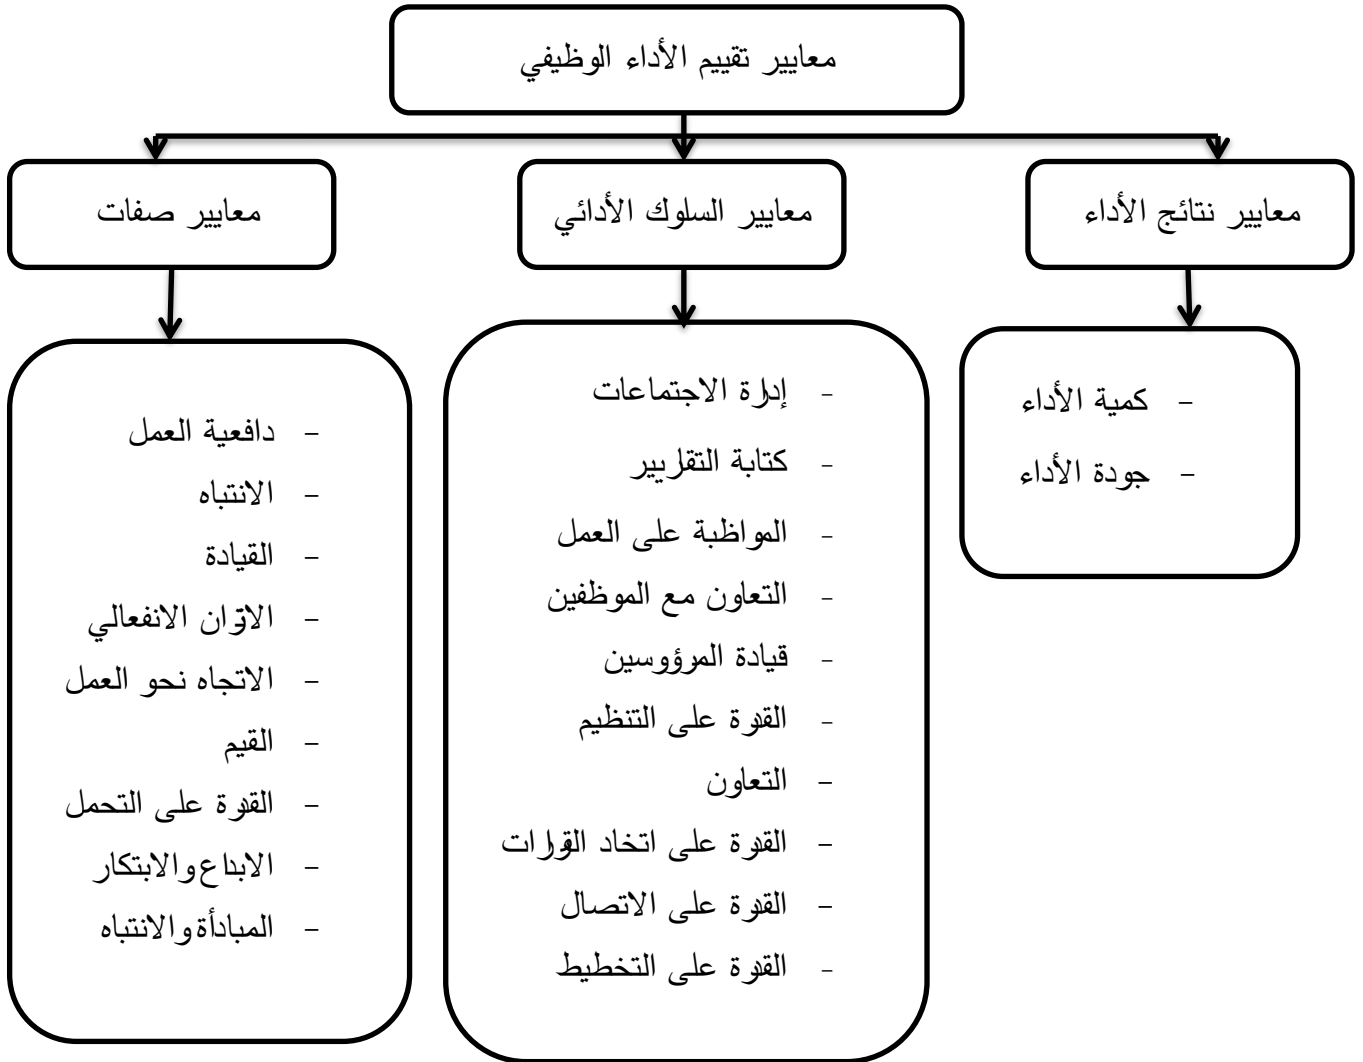 معايير تقييم الأداء الوظيفي
معايير نتائج الأداء
معايير السلوك الأدائي
معايير صفات
- كمية الأداء
- جودة الأداء
- إدارة الاجتماعات
- كتابة التقاريير
- المواظبة على العمل
- التعاون مع الموظفين
- قيادة المرؤوسين
- القدرة على التنظيم
- التعاون
- القدرة على اتخاد القرارات
- القدرة على الاتصال
- القدرة على التخطيط
- دافعية العمل
- الانتباه
- القيادة
- الاتزان الانفعالي
- الاتجاه نحو العمل
- القيم
- القدرة على التحمل
- الابداع والابتكار
- المبادأة والانتباه